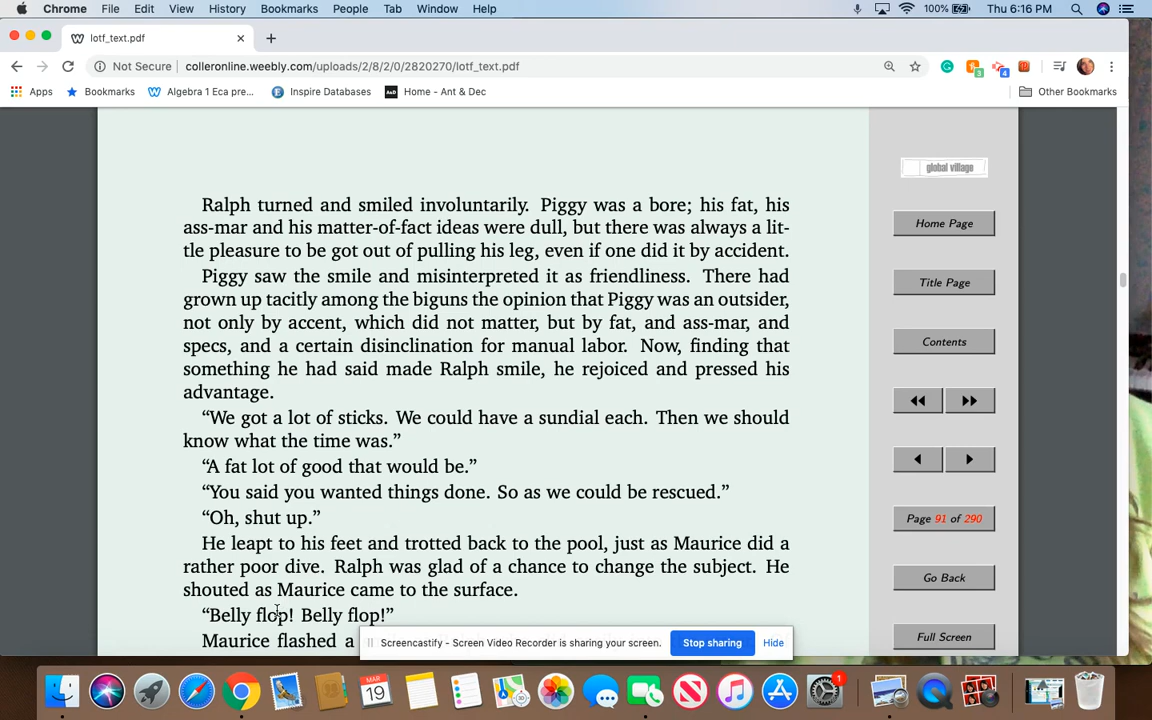 Chrome File Edit View History Bookmarks People Tab Window Help 100% Thu 6:16 PM
lotf_text.pdf
Not Secure colleronline.weebly.com/uploads/2/8/2/0/2820270/lotf_text.pdf
Apps Bookmarks Algebra 1 Eca pre... Inspire Databases Home - Ant & Dec Other Bookmarks
global village
Ralph turned and smiled involuntarily. Piggy was a bore; his fat, his
ass-mar and his matter-of-fact ideas were dull, but there was always a lit-
tle pleasure to be got out of pulling his leg, even if one did it by accident.
Piggy saw the smile and misinterpreted it as friendliness. There had
grown up tacitly among the biguns the opinion that Piggy was an outsider,
not only by accent, which did not matter, but by fat, and ass-mar, and
specs, and a certain disinclination for manual labor. Now, finding that
something he had said made Ralph smile, he rejoiced and pressed his
advantage.
“We got a lot of sticks. We could have a sundial each. Then we should
know what the time was.”
“A fat lot of good that would be.”
“You said you wanted things done. So as we could be rescued.”
“Oh, shut up.”
He leapt to his feet and trotted back to the pool, just as Maurice did a
rather poor dive. Ralph was glad of a chance to change the subject. He
shouted as Maurice came to the surface.
“Belly flop! Belly flop!”
Maurice flashed a
Home Page
Title Page
Contents
Page 91 of 290
Go Back
Full Screen
Screencastify - Screen Video Recorder is sharing your screen. Stop sharing Hide
MAR
19
1